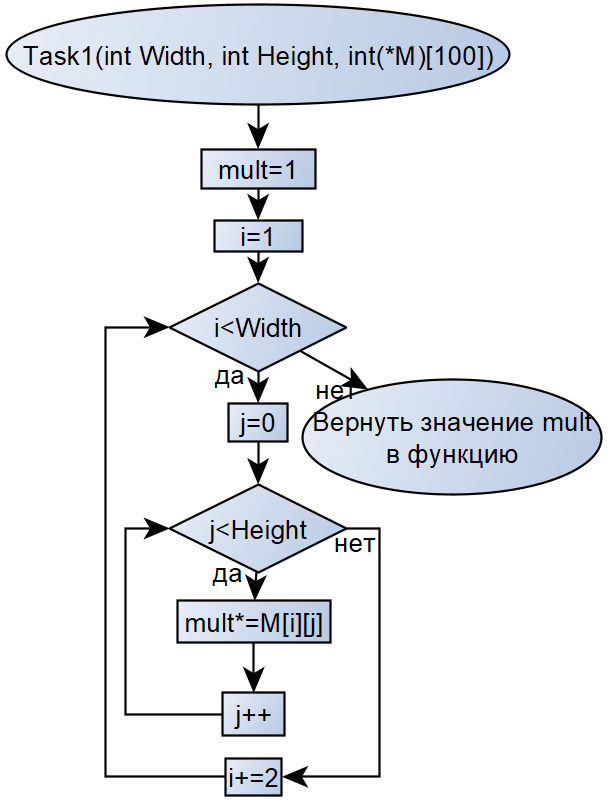 Task1(int Width, int Height, int(*M)[100])
mult=1
i=1
i<Width
да
нет
j=0
Вернуть значение mult
в функцию
j<Height
нет
да
mult*=M[i][j]
j++
i+=2